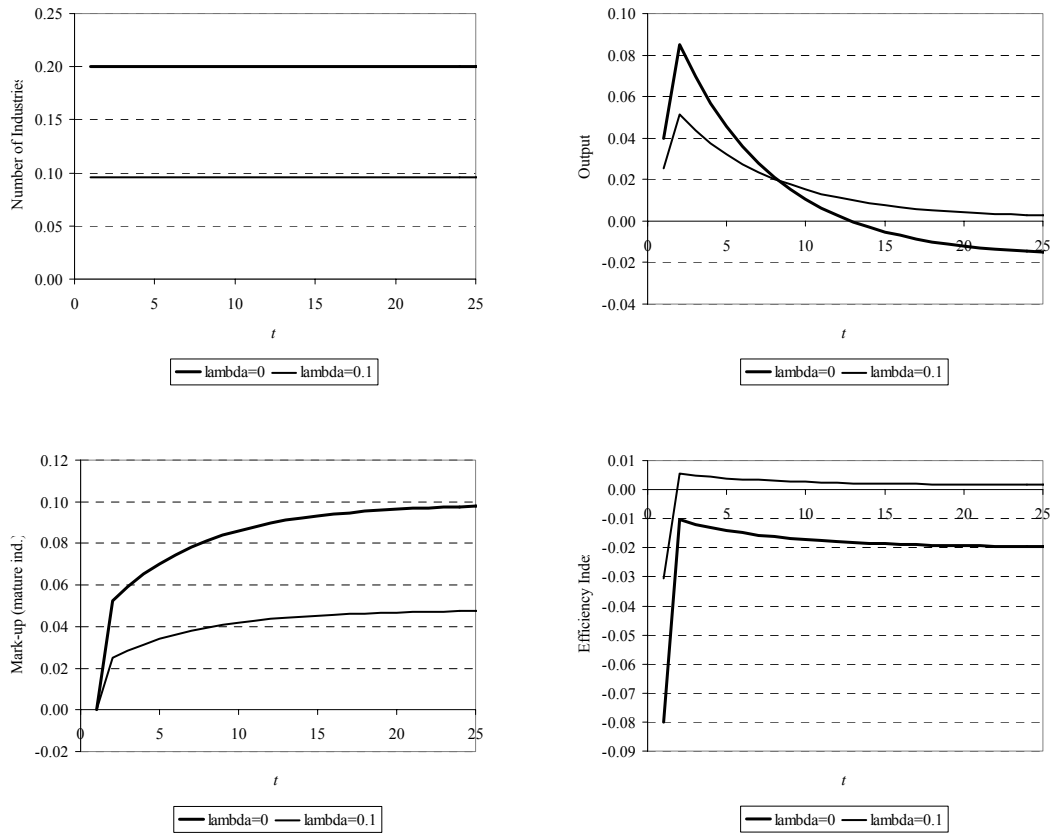 Number of Industries
0.25
0.20
0.15
0.10
0.05
0.00
0 5 10 15 20 25
t
lambda=0 lambda=0.1
Output
0.10
0.08
0.06
0.04
0.02
0.00
-0.02
-0.04
0 5 10 15 20 25
t
lambda=0 lambda=0.1
Mark-up (mature ind.)
0.12
0.10
0.08
0.06
0.04
0.02
0.00
-0.02
0 5 10 15 20 25
t
lambda=0 lambda=0.1
Efficiency Inde
0.01
0.00
-0.01
-0.02
-0.03
-0.04
-0.05
-0.06
-0.07
-0.08
-0.09
0 5 10 15 20 25
t
lambda=0 lambda=0.1